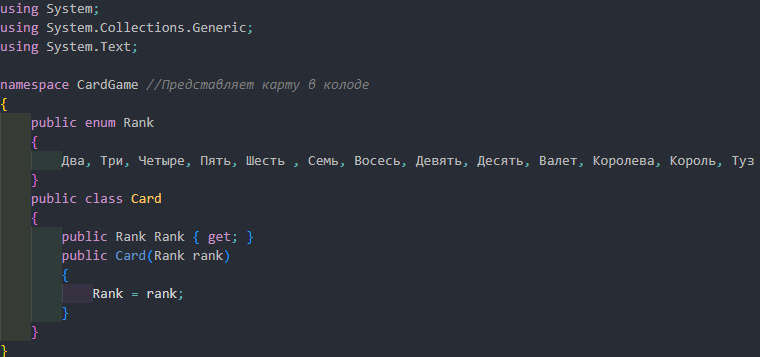 using System;
using System.Collections.Generic;
using System.Text;
namespace CardGame //Представляет карту в колоде
{
public enum Rank
{
Два, Три, Четыре, Пять, Шесть , Семь, Восесь, Девять, Десять, Валет, Королева, Король, Туз
}
public class Card
{
public Rank Rank { get; }
public Card(Rank rank)
{
Rank = rank;
}
}
}